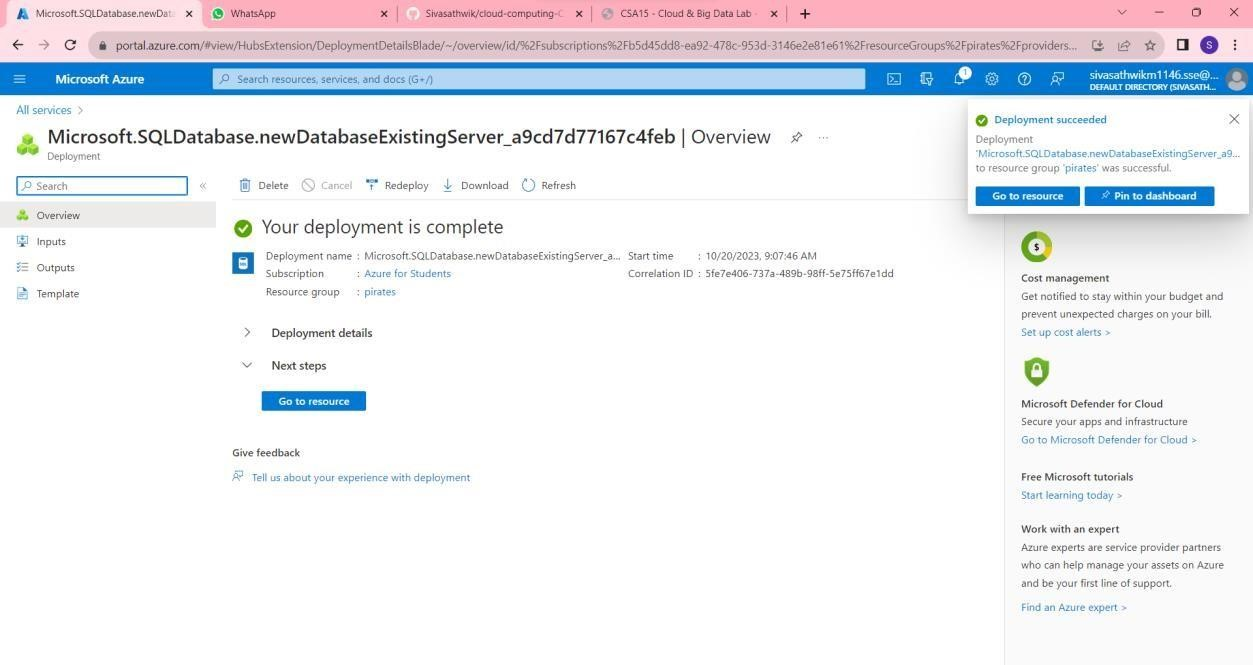 Microsoft.SQLDatabase.newData
WhatsApp
Sivasathwik/cloud-computing-C
CSA15 - Cloud & Big Data Lab -
portal.azure.com/#view/HubsExtension/DeploymentDetailsBlade/~/overview/id/%2Fsubscriptions%2Fb5d45dd8-ea92-478c-953d-3146e2e81e61%2FresourceGroups%2Fpirates%2Fproviders...
S
Microsoft Azure
Search resources, services, and docs (G+/)
1
sivasathwikm1146.sse@...
DEFAULT DIRECTORY (SIVASATH...
All services >
Microsoft.SQLDatabase.newDatabaseExistingServer_a9cd7d77167c4feb | Overview
Deployment
Deployment succeeded
Deployment
'Microsoft.SQLDatabase.newDatabaseExistingServer_a9...
to resource group 'pirates' was successful.
Go to resource
Pin to dashboard
Search
«
Delete
Cancel
Redeploy
Download
Refresh
Overview
Inputs
Outputs
Template
Your deployment is complete
Deployment name : Microsoft.SQLDatabase.newDatabaseExistingServer_a...
Subscription : Azure for Students
Resource group : pirates
Start time : 10/20/2023, 9:07:46 AM
Correlation ID : 5fe7e406-737a-489b-98ff-5e75ff67e1dd
Deployment details
Next steps
Go to resource
Give feedback
Tell us about your experience with deployment
$
Cost management
Get notified to stay within your budget and
prevent unexpected charges on your bill.
Set up cost alerts >
Microsoft Defender for Cloud
Secure your apps and infrastructure
Go to Microsoft Defender for Cloud >
Free Microsoft tutorials
Start learning today >
Work with an expert
Azure experts are service provider partners
who can help manage your assets on Azure
and be your first line of support.
Find an Azure expert >